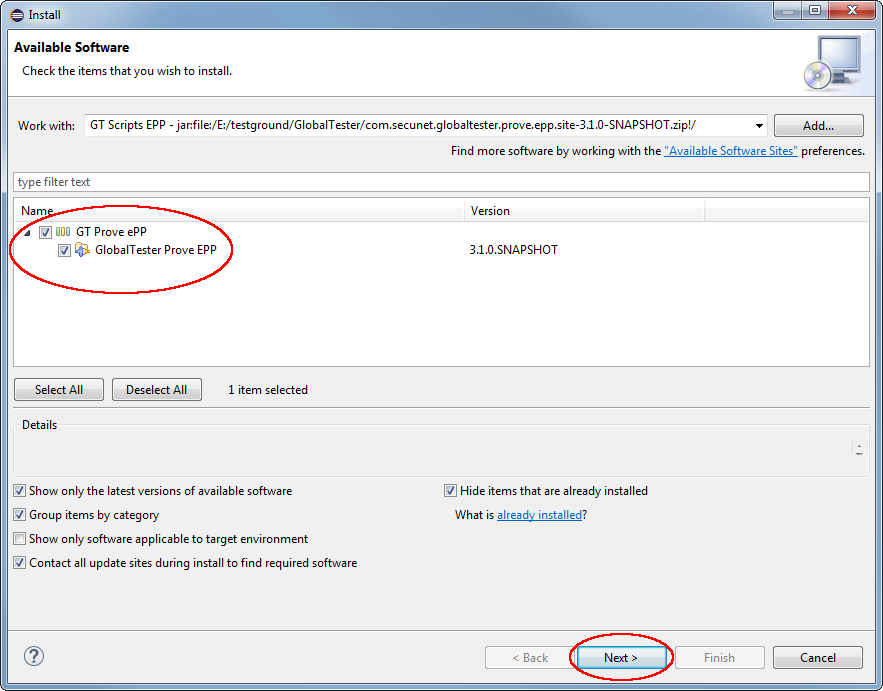 Install
Available Software
Check the items that you wish to install.
Work with: GT Scripts EPP - jar:file:/E:/testground/GlobalTester/com.secunet.globaltester.prove.epp.site-3.1.0-SNAPSHOT.zip!/ Add...
Find more software by working with the "Available Software Sites" preferences.
type filter text
Name Version
GT Prove ePP
GlobalTester Prove EPP 3.1.0.SNAPSHOT
Select All Deselect All 1 item selected
Details
Show only the latest versions of available software Hide items that are already installed
Group items by category What is already installed?
Show only software applicable to target environment
Contact all update sites during install to find required software
? < Back Next > Finish Cancel